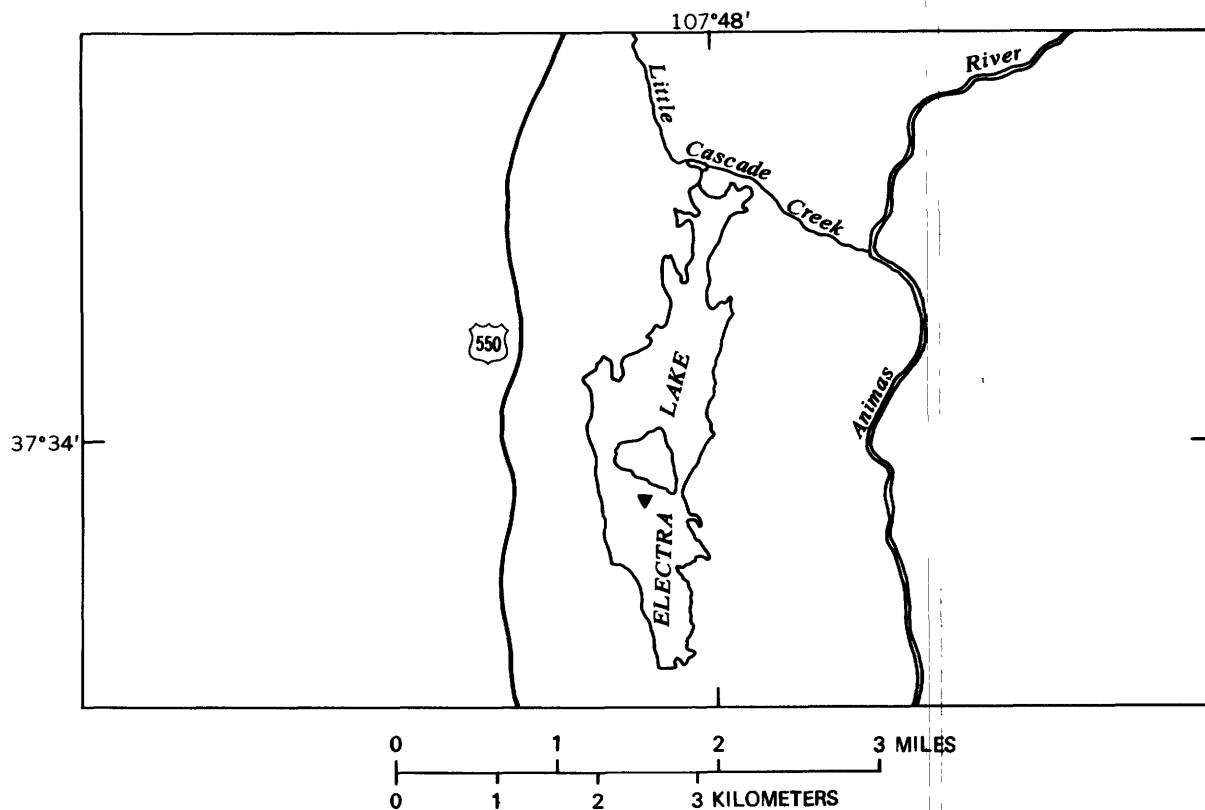 107°48'
River
Little
Cascade
Creek
550
LAKE
Animas
37°34'
ELECTRA
0 1 2 3 MILES
0 1 2 3 KILOMETERS